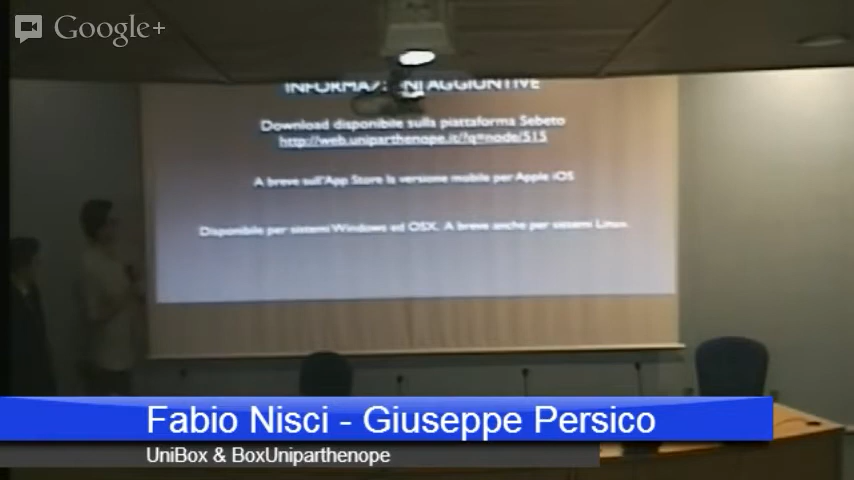 Google+
INFORMAZIONI AGGIUNTIVE
Download disponibile sulla piattaforma Sebeto
http://web.uniparthenope.it/?q=node/515
A breve sull'App Store la versione mobile per Apple iOS
Disponibile per sistemi Windows ed OSX. A breve anche per sistemi Linux.
Fabio Nisci - Giuseppe Persico
UniBox & BoxUniparthenope